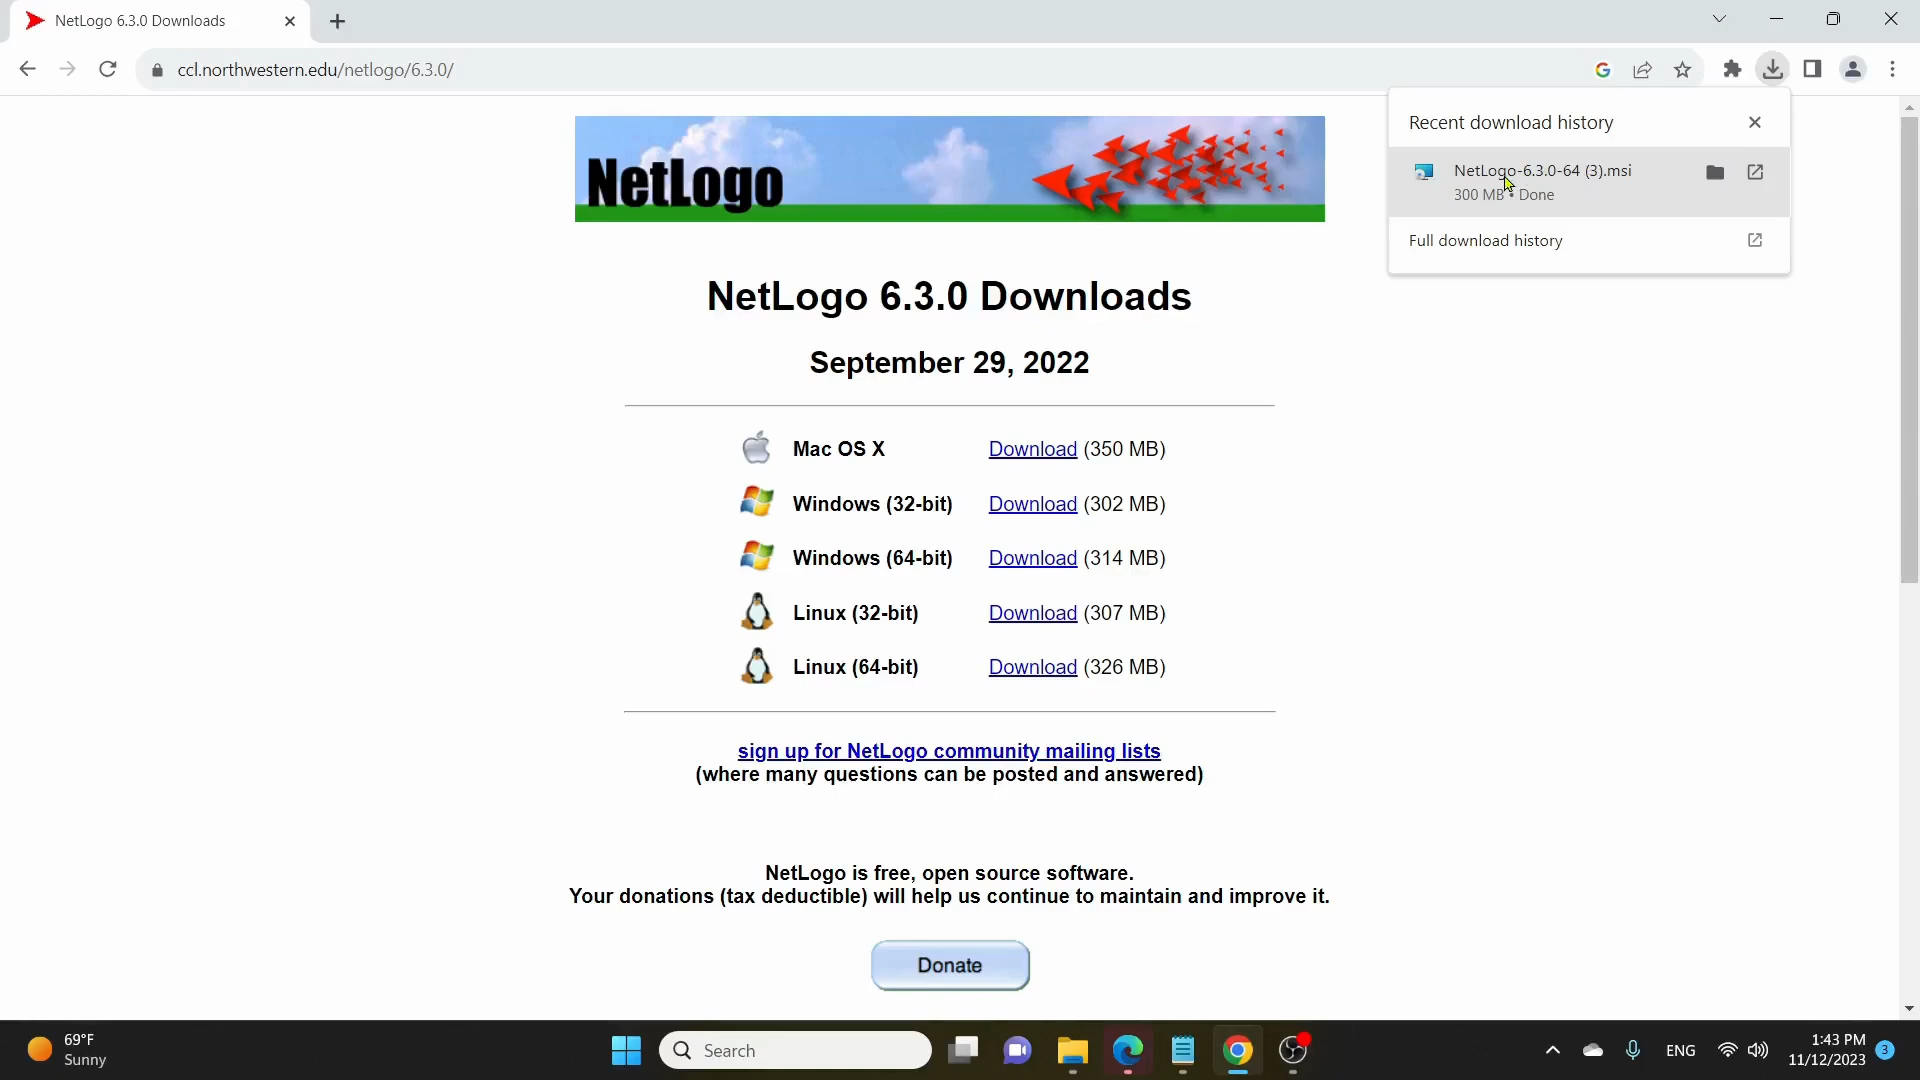 NetLogo 6.3.0 Downloads
ccl.northwestern.edu/netlogo/6.3.0/
Recent download history
NetLogo-6.3.0-64 (3).msi
300 MB • Done
Full download history
NetLogo
NetLogo 6.3.0 Downloads
September 29, 2022
Mac OS X Download (350 MB)
Windows (32-bit) Download (302 MB)
Windows (64-bit) Download (314 MB)
Linux (32-bit) Download (307 MB)
Linux (64-bit) Download (326 MB)
sign up for NetLogo community mailing lists
(where many questions can be posted and answered)
NetLogo is free, open source software.
Your donations (tax deductible) will help us continue to maintain and improve it.
Donate
69°F
Sunny
Search
ENG
1:43 PM
11/12/2023
3